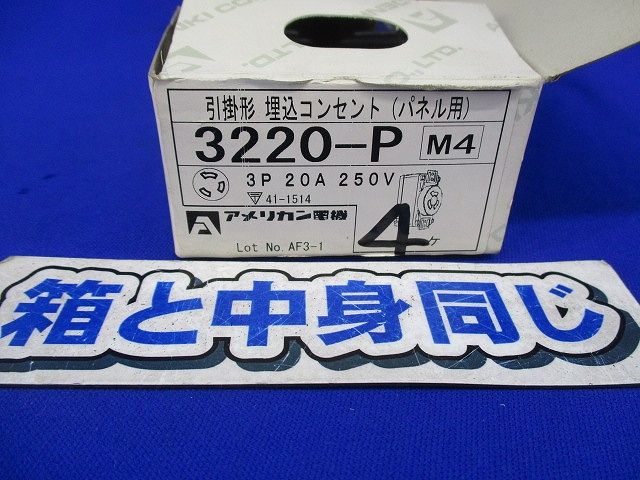 引掛形 埋込コンセント (パネル用)
3220-P M4
3P 20A 250V
41-1514
アメリカン電機
Lot No. AF3-1
4ヶ
箱と中身同じ